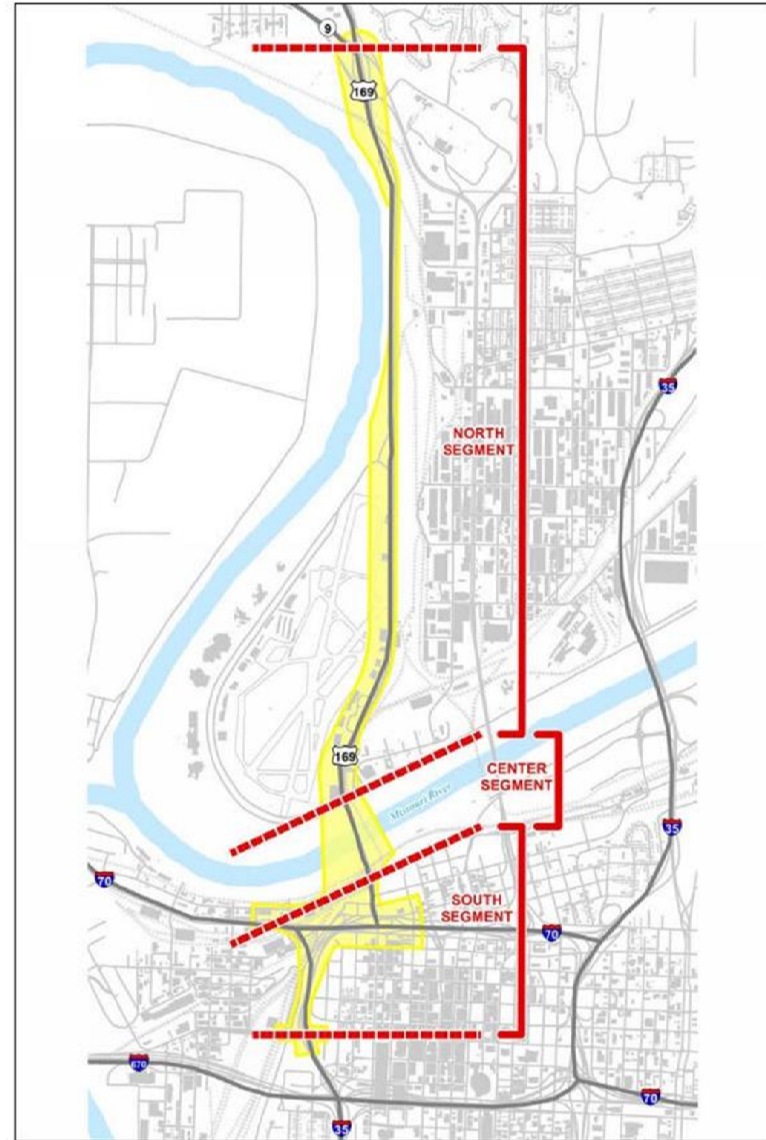 9
169
35
NORTH
SEGMENT
169
CENTER
SEGMENT
Missouri River
35
70
SOUTH
SEGMENT
70
670
70
35